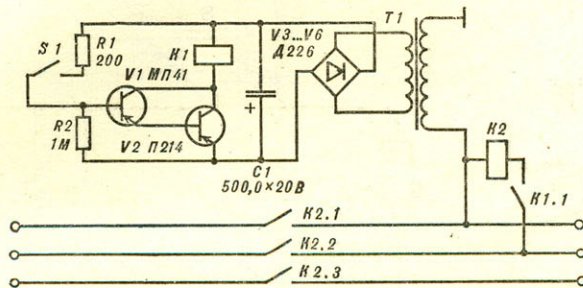 S1
R1
200
K1
V1 МП41
V3...V6
Д226
T1
R2
1М
V2 П214
C1
500,0×20В
K2
K1.1
K2.1
K2.2
K2.3